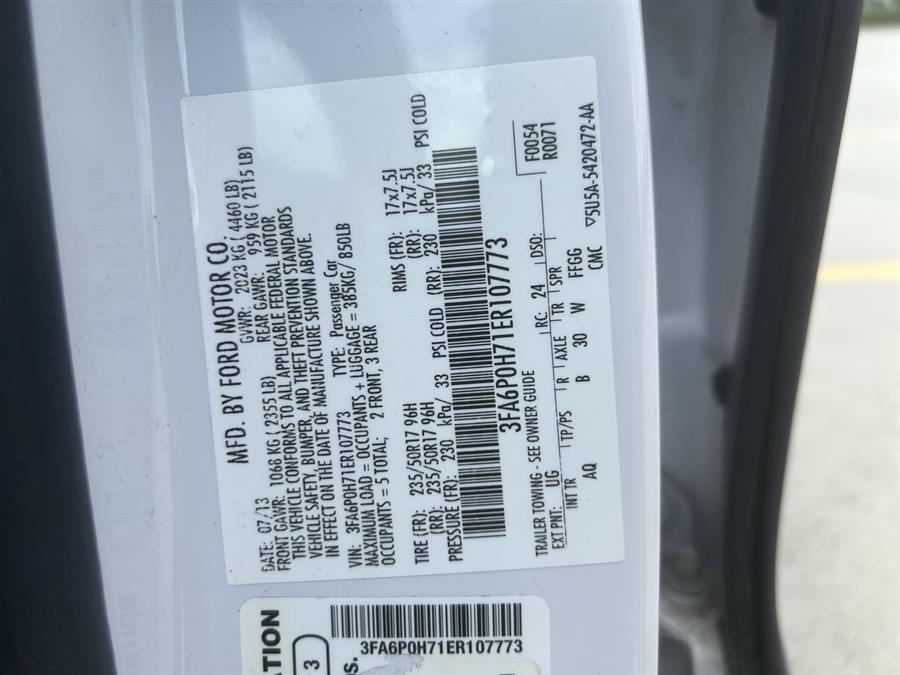 MFD. BY FORD MOTOR CO.
DATE: 07/13 GVWR: 2023 KG ( 4460 LB)
FRONT GAWR: 1066 KG ( 2355 LB) REAR GAWR: 959 KG ( 2115 LB)
THIS VEHICLE CONFORMS TO ALL APPLICABLE FEDERAL MOTOR
VEHICLE SAFETY, BUMPER, AND THEFT PREVENTION STANDARDS
IN EFFECT ON THE DATE OF MANUFACTURE SHOWN ABOVE.
VIN: 3FA6P0H71ER107773 TYPE: Passenger Car
MAXIMUM LOAD = OCCUPANTS + LUGGAGE = 385KG/ 850LB
OCCUPANTS = 5 TOTAL; 2 FRONT, 3 REAR
TIRE (FR): 235/50R17 96H RIMS (FR): 17x7.5J
(RR): 235/50R17 96H (RR): 17x7.5J
PRESSURE (FR): 230 kPa/ 33 PSI COLD (RR): 230 kPa/ 33 PSI COLD
3FA6P0H71ER107773
TRAILER TOWING - SEE OWNER GUIDE F0054
EXT PNT: UG RC: 24 DSO: R0071
INT TR TP/PS R AXLE TR SPR
AQ B 30 W FFGG
CMC ▽5U5A-5420472-AA
3FA6P0H71ER107773
ATION
3